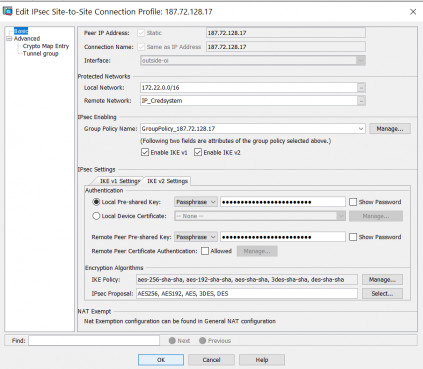 Edit IPsec Site-to-Site Connection Profile: 187.72.128.17
Basic
Advanced
Crypto Map Entry
Tunnel group
Peer IP Address: Static 187.72.128.17
Connection Name: Same as IP Address 187.72.128.17
Interface: outside-oi
Protected Networks
Local Network: 172.22.0.0/16
Remote Network: IP_Credsystem
IPsec Enabling
Group Policy Name: GroupPolicy_187.72.128.17 Manage...
(Following two fields are attributes of the group policy selected above.)
Enable IKE v1 Enable IKE v2
IPsec Settings
IKE v1 Settings IKE v2 Settings
Authentication
Local Pre-shared Key: Passphrase Show Password
Local Device Certificate: -- None -- Manage...
Remote Peer Pre-shared Key: Passphrase Show Password
Remote Peer Certificate Authentication: Allowed Manage...
Encryption Algorithms
IKE Policy: aes-256-sha-sha, aes-192-sha-sha, aes-sha-sha, 3des-sha-sha, des-sha-sha Manage...
IPsec Proposal: AES256, AES192, AES, 3DES, DES Select...
NAT Exempt
Nat Exemption configuration can be found in General NAT configuration
Find: Next Previous
OK Cancel Help